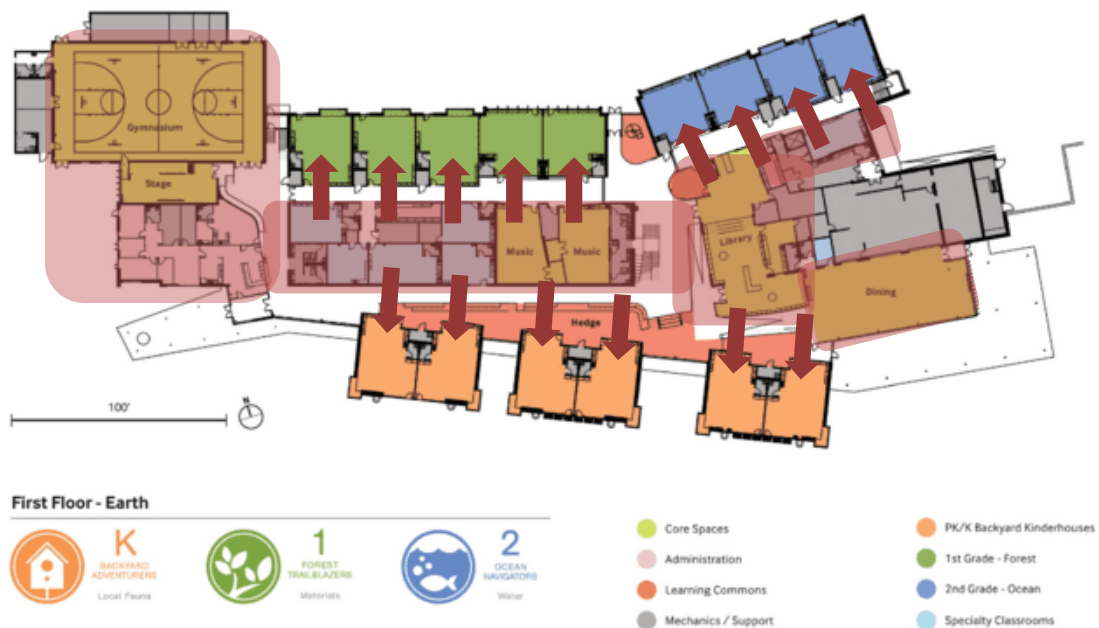 Gymnasium
Stage
Music
Music
Library
Dining
Hedge
100'
N
First Floor - Earth
K
BACKYARD
ADVENTURERS
Local Fauna
1
FOREST
TRAILBLAZERS
Materials
2
OCEAN
NAVIGATORS
Water
Core Spaces
Administration
Learning Commons
Mechanics / Support
PK/K Backyard Kinderhouses
1st Grade - Forest
2nd Grade - Ocean
Specialty Classrooms